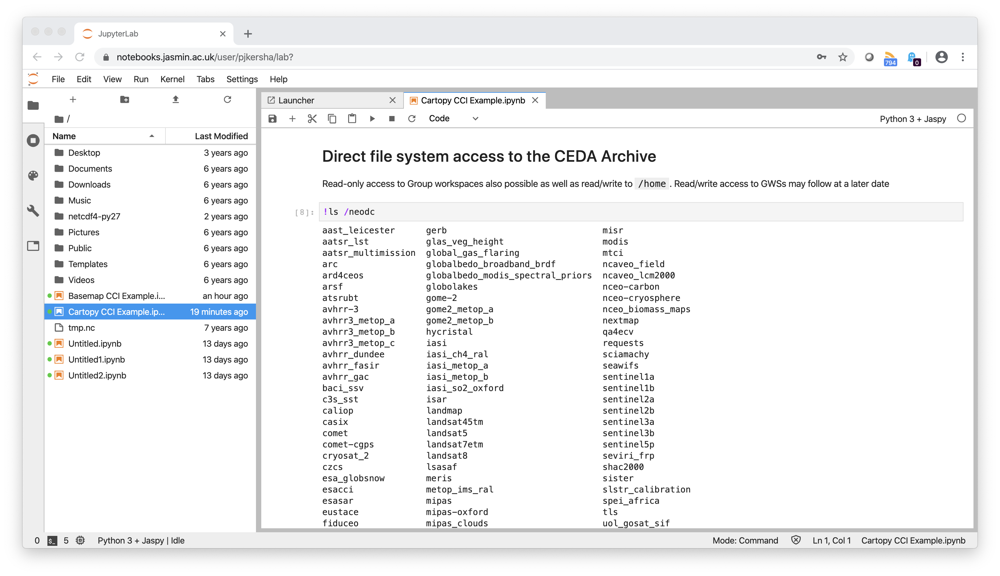 JupyterLab
notebooks.jasmin.ac.uk/user/pjkersha/lab?
794
0
File Edit View Run Kernel Tabs Settings Help
/
Name Last Modified
Desktop 3 years ago
Documents 6 years ago
Downloads 6 years ago
Music 6 years ago
netcdf4-py27 2 years ago
Pictures 6 years ago
Public 6 years ago
Templates 6 years ago
Videos 6 years ago
Basemap CCI Example.i... an hour ago
Cartopy CCI Example.ip... 19 minutes ago
tmp.nc 7 years ago
Untitled.ipynb 13 days ago
Untitled1.ipynb 13 days ago
Untitled2.ipynb 13 days ago
Launcher Cartopy CCI Example.ipynb
Code Python 3 + Jaspy
Direct file system access to the CEDA Archive
Read-only access to Group workspaces also possible as well as read/write to /home . Read/write access to GWSs may follow at a later date
[8]: !ls /neodc
aast_leicester gerb misr
aatsr_lst glas_veg_height modis
aatsr_multimission global_gas_flaring mtci
arc globalbedo_broadband_brdf ncaveo_field
ard4ceos globalbedo_modis_spectral_priors ncaveo_lcm2000
arsf globolakes nceo-carbon
atsrubt gome-2 nceo-cryosphere
avhrr-3 gome2_metop_a nceo_biomass_maps
avhrr3_metop_a gome2_metop_b nextmap
avhrr3_metop_b hycristal qa4ecv
avhrr3_metop_c iasi requests
avhrr_dundee iasi_ch4_ral sciamachy
avhrr_fasir iasi_metop_a seawifs
avhrr_gac iasi_metop_b sentinel1a
baci_ssv iasi_so2_oxford sentinel1b
c3s_sst isar sentinel2a
caliop landmap sentinel2b
casix landsat45tm sentinel3a
comet landsat5 sentinel3b
comet-cgps landsat7etm sentinel5p
cryosat_2 landsat8 seviri_frp
czcs lsasaf shac2000
esa_globsnow meris sister
esacci metop_ims_ral slstr_calibration
esasar mipas spei_africa
eustace mipas-oxford tls
fiduceo mipas_clouds uol_gosat_sif
0 $_ 5 Python 3 + Jaspy | Idle Mode: Command Ln 1, Col 1 Cartopy CCI Example.ipynb